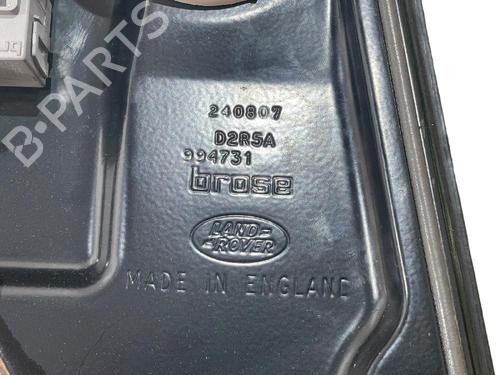 B-PARTS
240807
D2R5A
994731
brose
LAND-
-ROVER
MADE IN ENGLAND